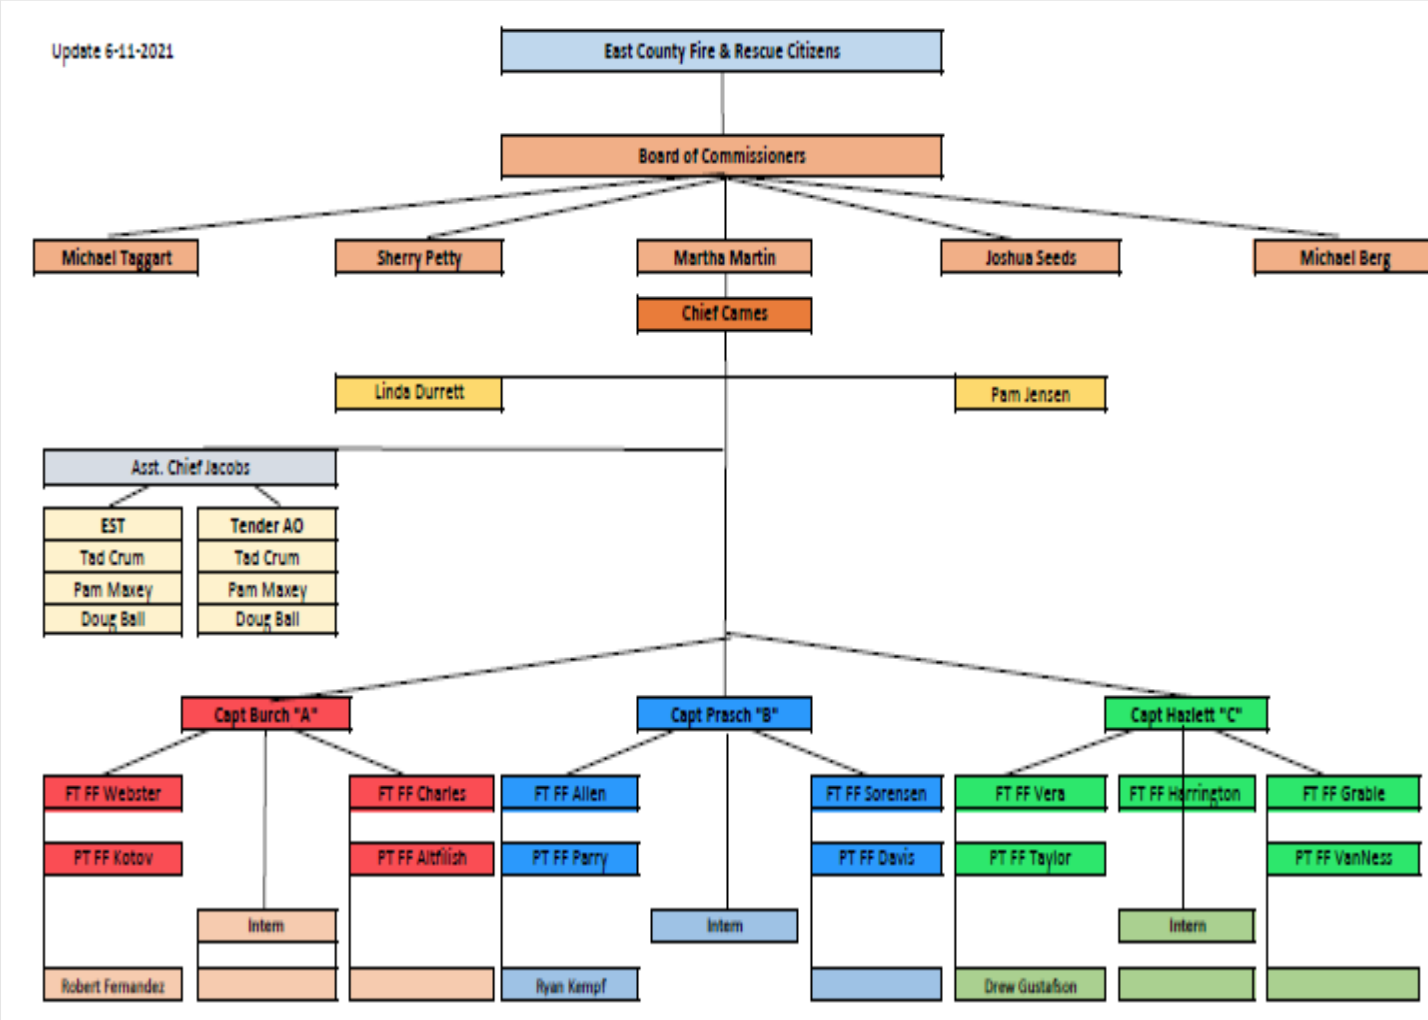 Update 6-11-2021
East County Fire & Rescue Citizens
Board of Commissioners
Michael Taggart
Sherry Petty
Martha Martin
Joshua Seeds
Michael Berg
Chief Carnes
Linda Durrett
Pam Jensen
Asst. Chief Jacobs
EST
Tender AO
Tad Crum
Tad Crum
Pam Maxey
Pam Maxey
Doug Ball
Doug Ball
Capt Burch "A"
Capt Prasch "B"
Capt Hazlett "C"
FT FF Webster
FT FF Charles
FT FF Allen
FT FF Sorensen
FT FF Vera
FT FF Harrington
FT FF Grable
PT FF Kotov
PT FF Altfilish
PT FF Parry
PT FF Davis
PT FF Taylor
PT FF VanNess
Intern
Intern
Intern
Robert Fernandez
Ryan Kempf
Drew Gustafson